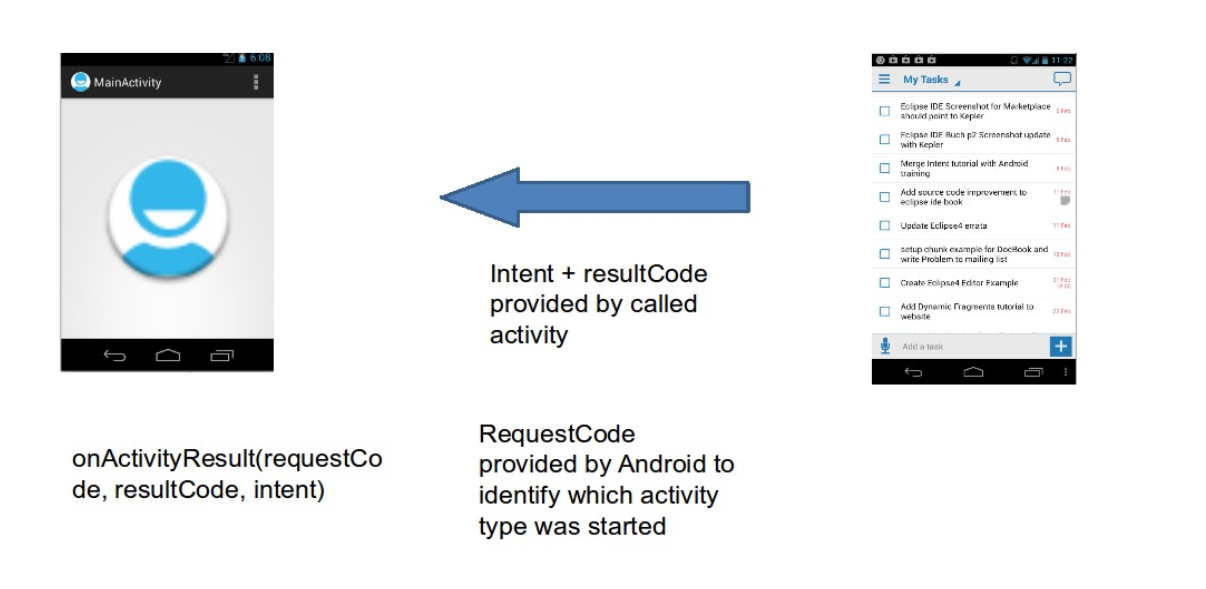 6:08
MainActivity
11:22
My Tasks
Eclipse IDE Screenshot for Marketplace
should point to Kepler
Eclipse IDE Buch p2 Screenshot update
with Kepler
Merge Intent tutorial with Android
training
Add source code improvement to
eclipse ide book
Update Eclipse4 errata
11 Feb
setup chunk example for DocBook and
write Problem to mailing list
Create Eclipse4 Editor Example
Add Dynamic Fragments tutorial to
website
22 Feb
Add a task
Intent + resultCode
provided by called
activity
onActivityResult(requestCo
de, resultCode, intent)
RequestCode
provided by Android to
identify which activity
type was started